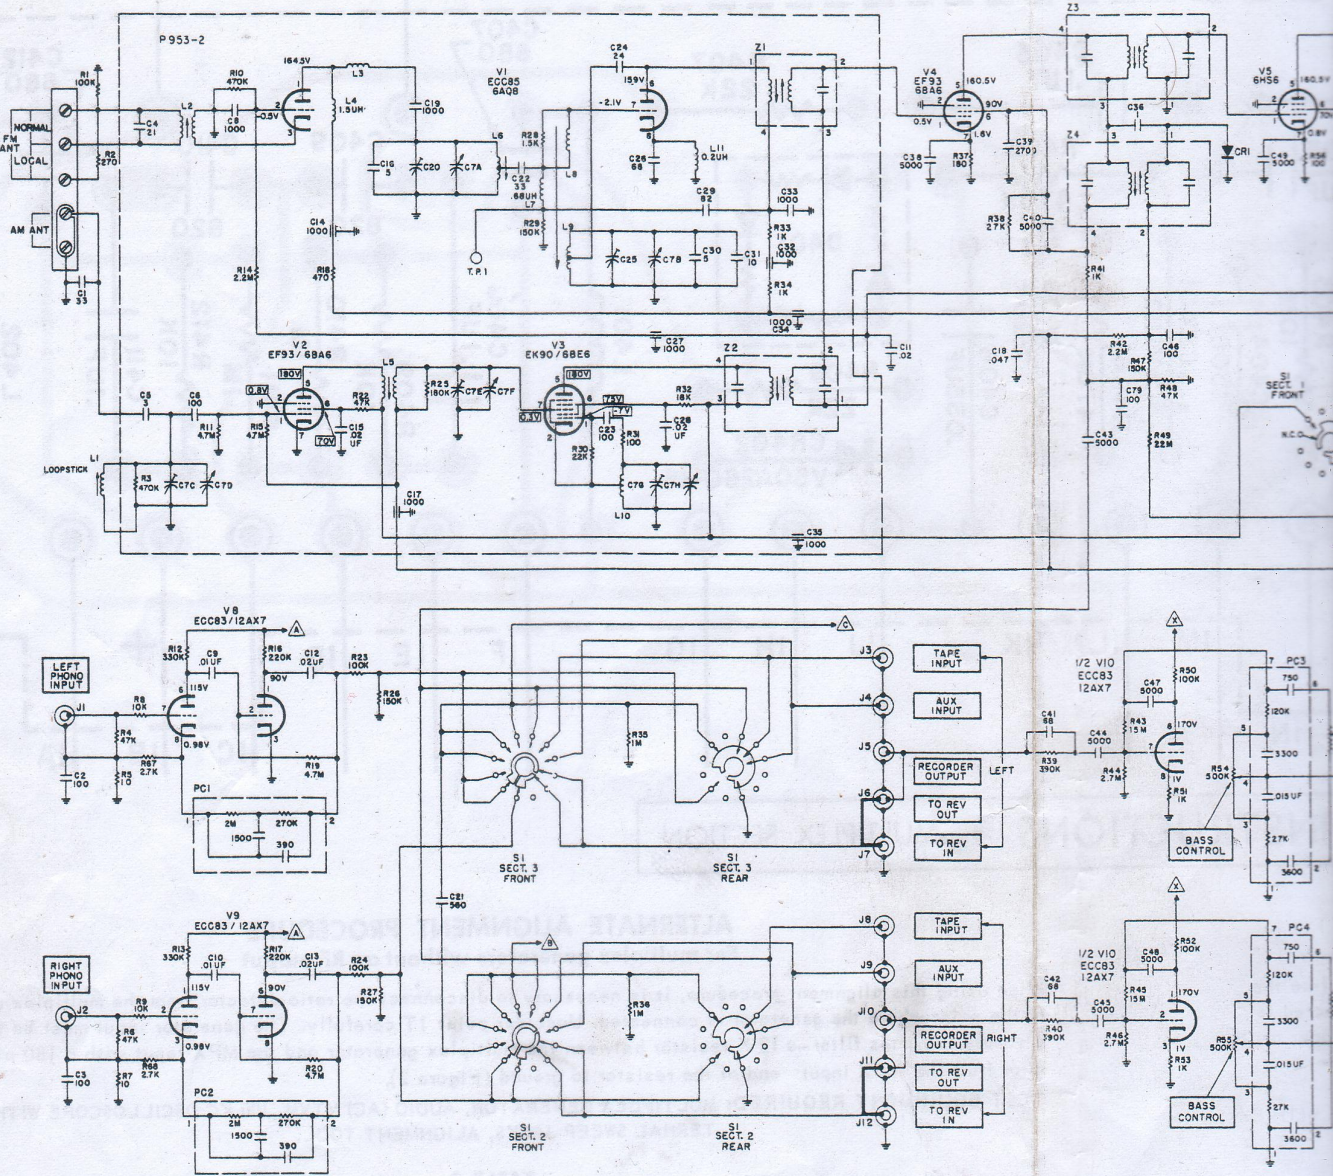 P953-2
R1
100K
R10
470K
164.5V
L3
V1
ECC85
6AQ8
C24
24
159V
Z1
V4
EF93
6BA6
160.5V
Z3
V5
6HS6
160.5V
NORMAL
FM
ANT
LOCAL
AM ANT
C4
21
L2
C8
1000
-0.5V
L4
1.5UH
C19
1000
-2.1V
R28
1.5K
L6
L8
C26
68
L11
0.2UH
0.5V
90V
1.6V
C38
5000
R37
180
C39
2700
C36
Z4
CR1
C49
5000
0.8V
R56
100
R2
270
C16
5
C20
C7A
C22
33
.68UH
L7
C29
82
C33
1000
C14
1000
R29
150K
L9
R33
1K
C32
1000
R38
27K
C40
5000
R14
2.2M
R18
470
T.P.1
C25
C7B
C30
5
C31
10
R34
1K
R41
1K
C1
33
1000
C34
V2
EF93/6BA6
V3
EK90/6BE6
C27
1000
C11
.02
C18
.047
R42
2.2M
R47
150K
C46
100
Z2
180V
L5
180V
0.8V
R25
180K
C7E
C7F
R32
18K
C79
100
R48
47K
S1
SECT. 1
FRONT
C5
3
C6
100
R22
47K
0.3V
75V
-7V
C23
100
C28
.02
UF
R11
4.7M
R15
47M
70V
C15
.02
UF
R30
22K
R31
100
C43
5000
R49
22M
N.C.O
LOOPSTICK
L1
R3
470K
C7C
C7D
C17
1000
C7G
C7H
L10
C35
1000
V8
ECC83/12AX7
A
C
X
LEFT
PHONO
INPUT
R12
330K
C9
.01UF
R16
220K
.02UF
R23
100K
115V
90V
R26
150K
J1
R8
10K
R4
47K
0.98V
R67
2.7K
C2
100
R5
10
R19
4.7M
PC1
2M
270K
1500
390
R35
1M
S1
SECT. 3
FRONT
S1
SECT. 3
REAR
J3
TAPE
INPUT
J4
AUX
INPUT
J5
RECORDER
OUTPUT
LEFT
J6
TO REV
OUT
TO REV
IN
J7
1/2 V10
ECC83
12AX7
R50
100K
PC3
750
C47
5000
C41
68
C44
5000
R43
15M
170V
120K
R39
390K
R44
2.7M
1V
R51
1K
R54
500K
3300
.015UF
27K
3600
BASS
CONTROL
C21
560
V9
ECC83/12AX7
A
B
X
RIGHT
PHONO
INPUT
R13
330K
C10
.01UF
R17
220K
C13
.02UF
R24
100K
115V
90V
R27
150K
J2
R9
10K
R6
47K
0.98V
R68
2.7K
C3
100
R7
10
R20
4.7M
PC2
2M
270K
1500
390
1M
S1
SECT. 2
FRONT
S1
SECT. 2
REAR
J8
TAPE
INPUT
J9
AUX
INPUT
J10
RECORDER
OUTPUT
RIGHT
J11
TO REV
OUT
J12
TO REV
IN
1/2 V10
ECC83
12AX7
R52
100K
PC4
750
C48
5000
C42
68
C45
5000
R45
15M
170V
120K
R40
390K
R46
2.7M
1V
R53
1K
R55
500K
3300
.015UF
27K
3600
BASS
CONTROL